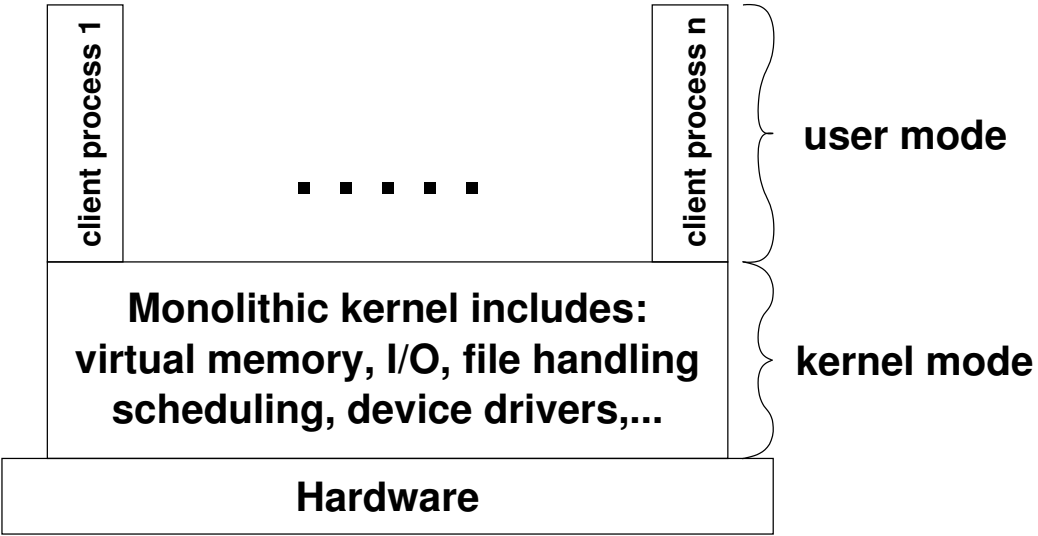 client process 1
client process n
user mode
Monolithic kernel includes:
virtual memory, I/O, file handling
scheduling, device drivers,...
kernel mode
Hardware